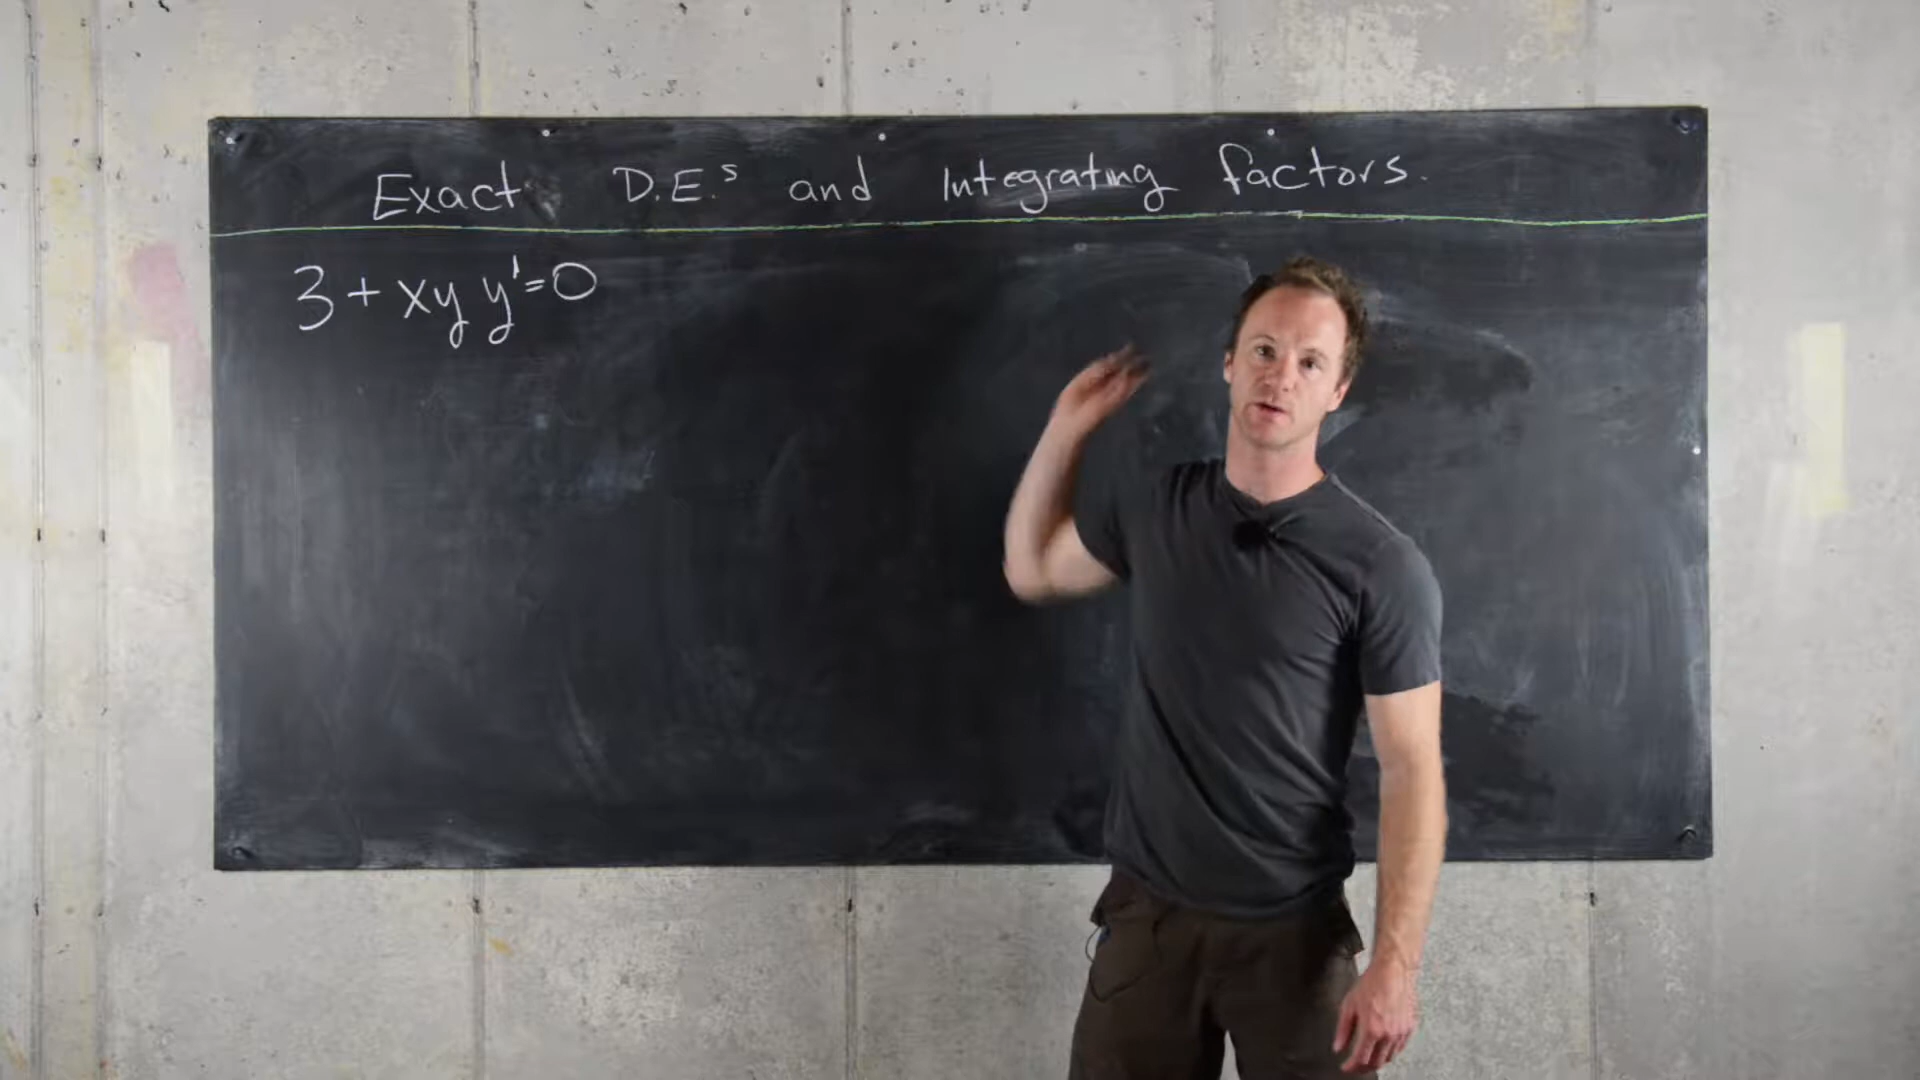 Exact D.E.ˢ and Integrating factors.
3 + xy y' = 0